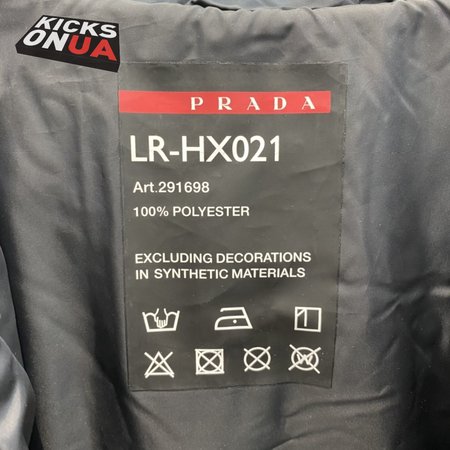 KICKS
ONUA
PRADA
LR-HX021
Art.291698
100% POLYESTER
EXCLUDING DECORATIONS
IN SYNTHETIC MATERIALS